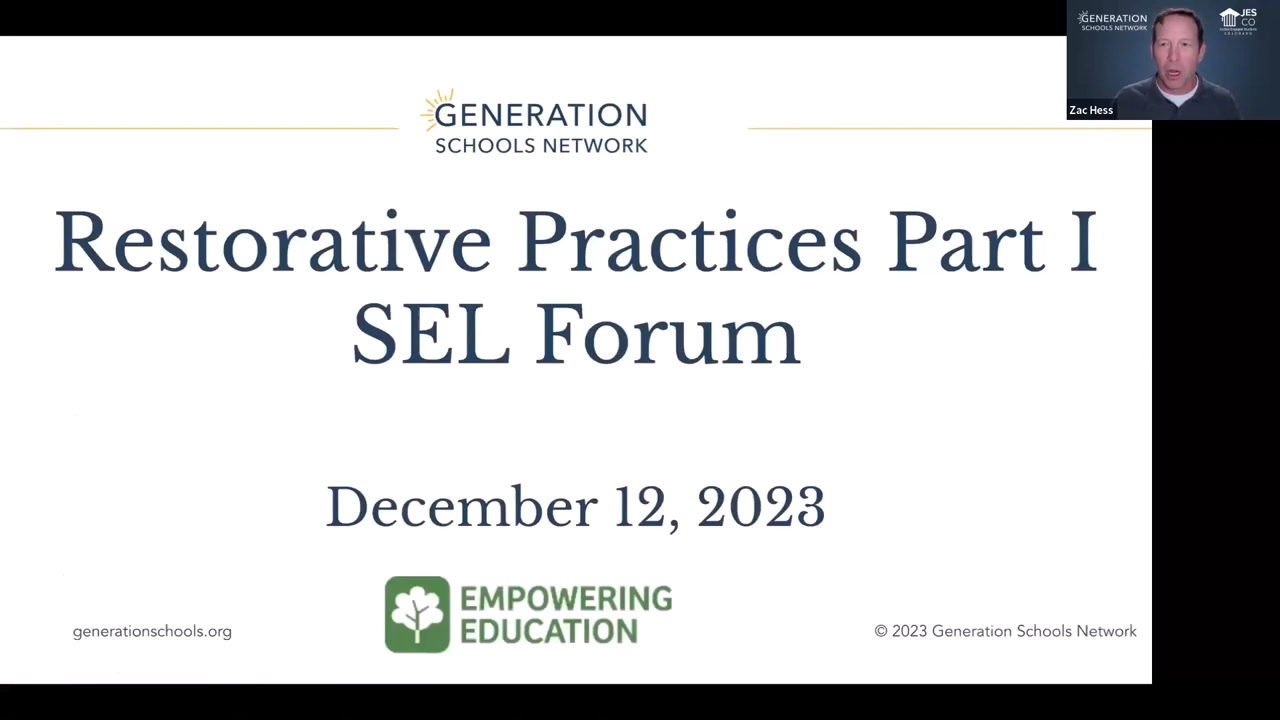 GENERATION
SCHOOLS NETWORK
Restorative Practices Part I
SEL Forum
December 12, 2023
EMPOWERING
EDUCATION
generationschools.org
© 2023 Generation Schools Network
GENERATION
SCHOOLS NETWORK
JES
CO
COLORADO
Zac Hess